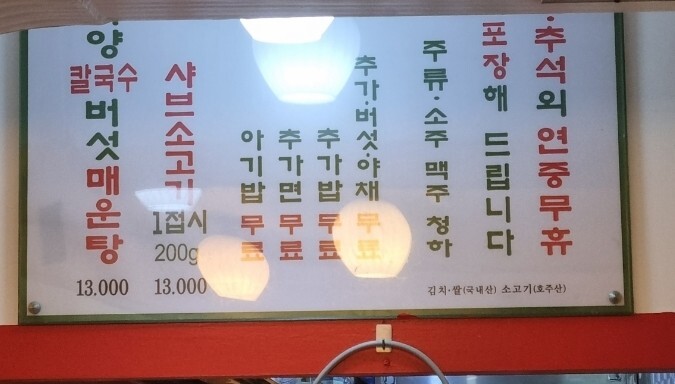 양
칼국수
버섯매운탕
13.000
샤브소고기
1접시
200g
13.000
아기밥 무료
추가면 무료
추가밥 무료
추가·버섯·야채 무료
주류·소주 맥주 청하
포장해 드립니다
·추석외 연중무휴
김치·쌀(국내산) 소고기(호주산)